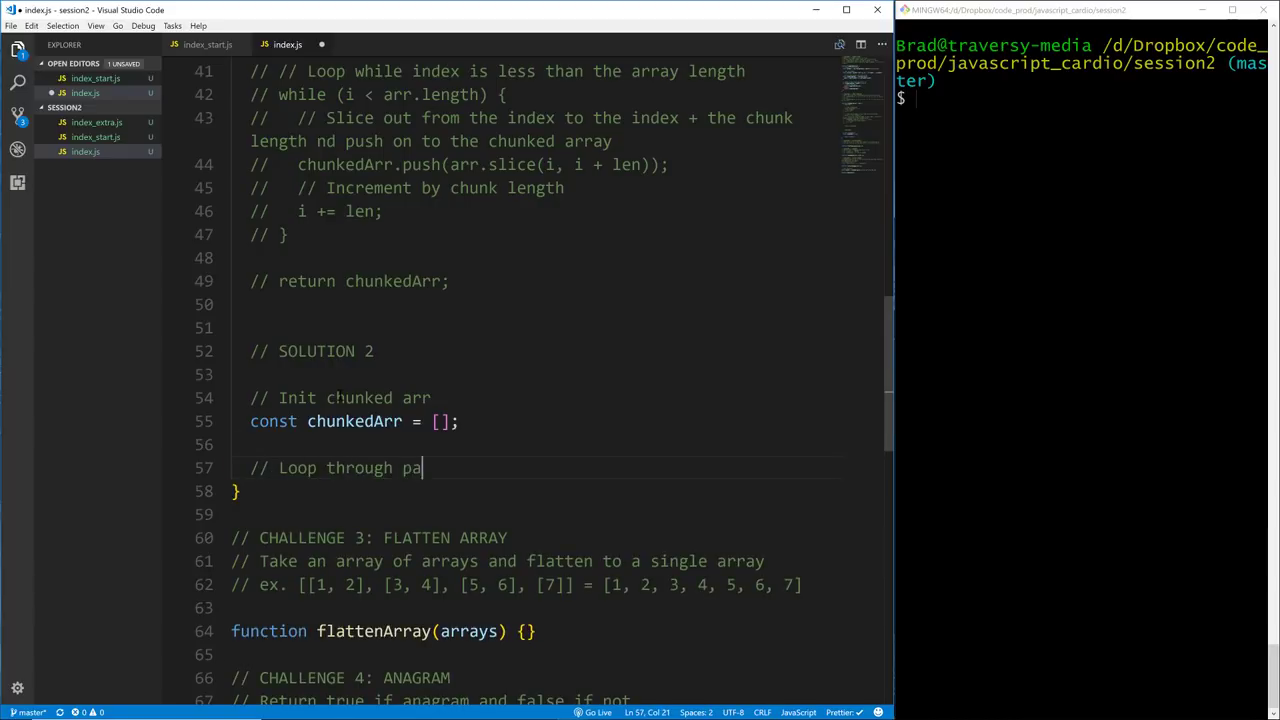 index.js - session2 - Visual Studio Code
File Edit Selection View Go Debug Tasks Help
EXPLORER
OPEN EDITORS 1 UNSAVED
index_start.js U
index.js U
SESSION2
index_extra.js U
index_start.js U
index.js U
index_start.js index.js
41 // Loop while index is less than the array length
42 // while (i < arr.length) {
43 // // Slice out from the index to the index + the chunk
length nd push on to the chunked array
44 // chunkedArr.push(arr.slice(i, i + len));
45 // // Increment by chunk length
46 // i += len;
47 // }
48
49 // return chunkedArr;
50
51
52 // SOLUTION 2
53
54 // Init chunked arr
55 const chunkedArr = [];
56
57 // Loop through pa
58 }
59
60 // CHALLENGE 3: FLATTEN ARRAY
61 // Take an array of arrays and flatten to a single array
62 // ex. [[1, 2], [3, 4], [5, 6], [7]] = [1, 2, 3, 4, 5, 6, 7]
63
64 function flattenArray(arrays) {}
65
66 // CHALLENGE 4: ANAGRAM
67 // Return true if anagram and false if not
master* 0 0 Go Live Ln 57, Col 21 Spaces: 2 UTF-8 CRLF JavaScript Prettier: ✓
MINGW64:/d/Dropbox/code_prod/javascript_cardio/session2
Brad@traversy-media /d/Dropbox/code_
prod/javascript_cardio/session2 (mas
ter)
$